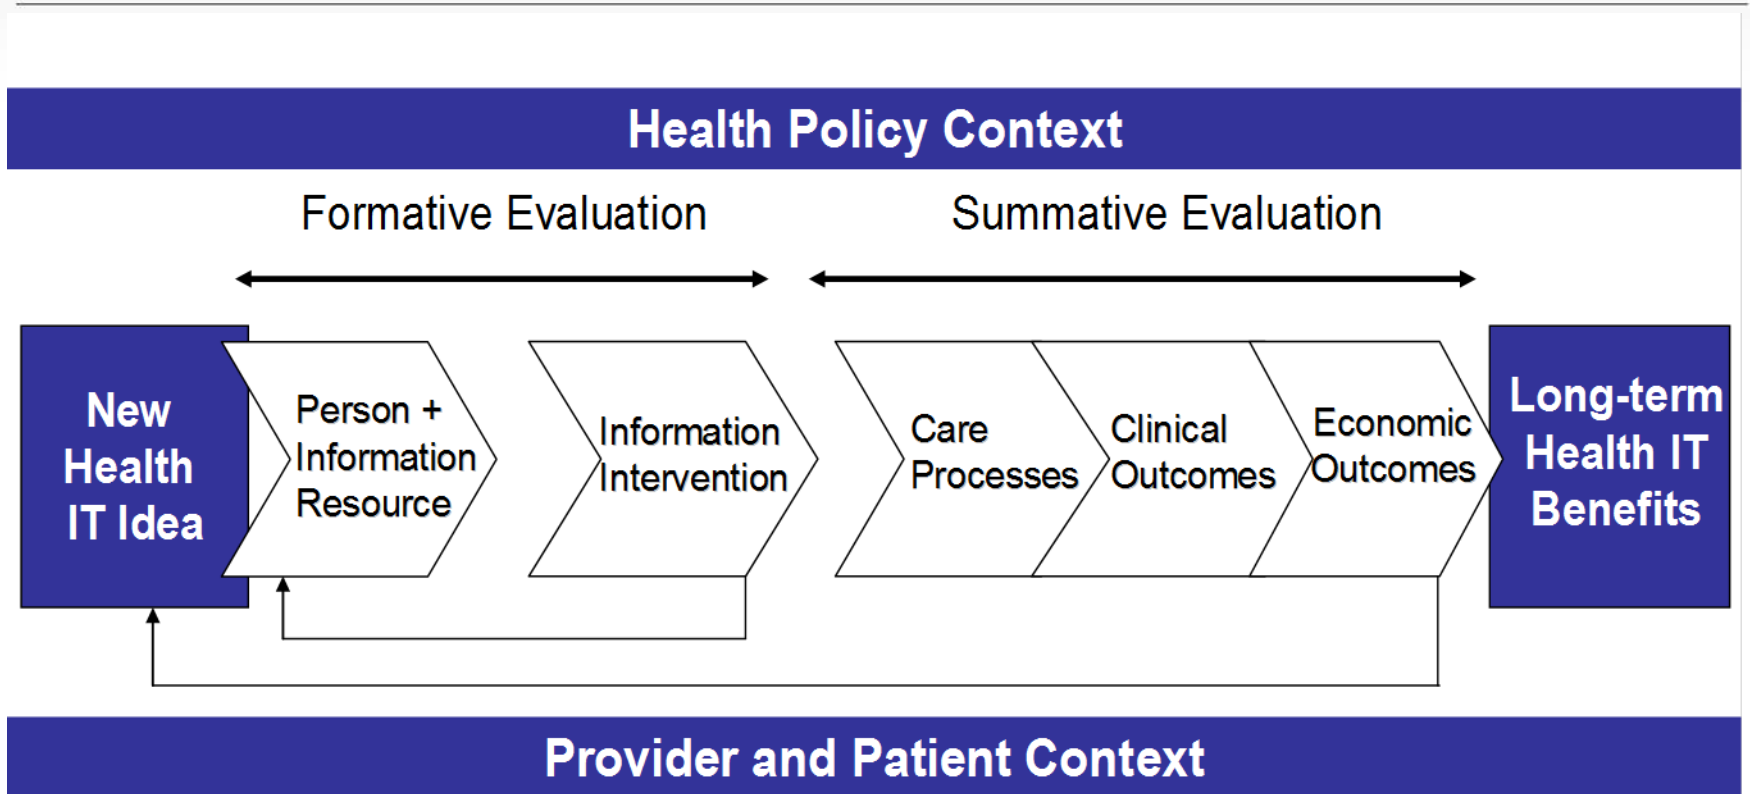 Health Policy Context
Formative Evaluation
Summative Evaluation
New
Health
IT Idea
Person +
Information
Resource
Information
Intervention
Care
Processes
Clinical
Outcomes
Economic
Outcomes
Long-term
Health IT
Benefits
Provider and Patient Context